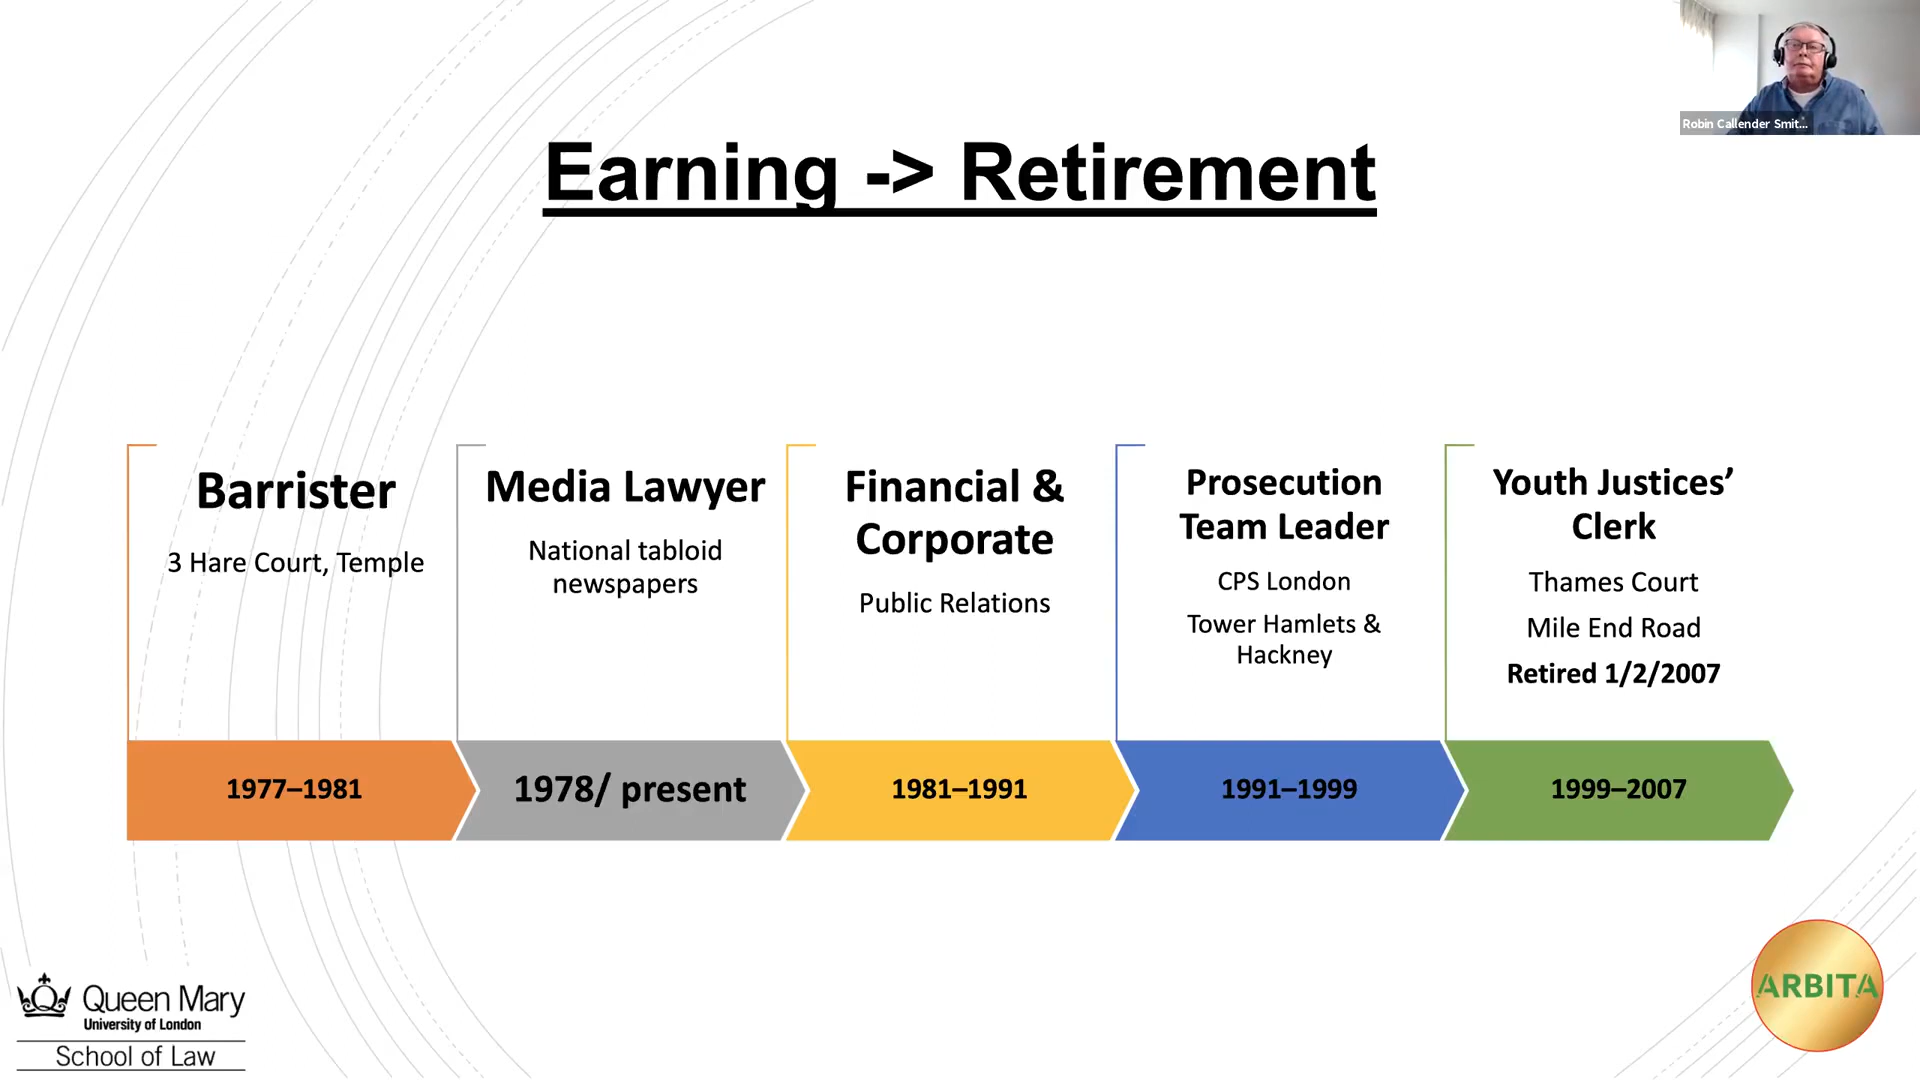 Robin Callender Smit...
Earning -> Retirement
Barrister
3 Hare Court, Temple
1977–1981
Media Lawyer
National tabloid
newspapers
1978/ present
Financial &
Corporate
Public Relations
1981–1991
Prosecution
Team Leader
CPS London
Tower Hamlets &
Hackney
1991–1999
Youth Justices’
Clerk
Thames Court
Mile End Road
Retired 1/2/2007
1999–2007
Queen Mary
University of London
School of Law
ARBITA